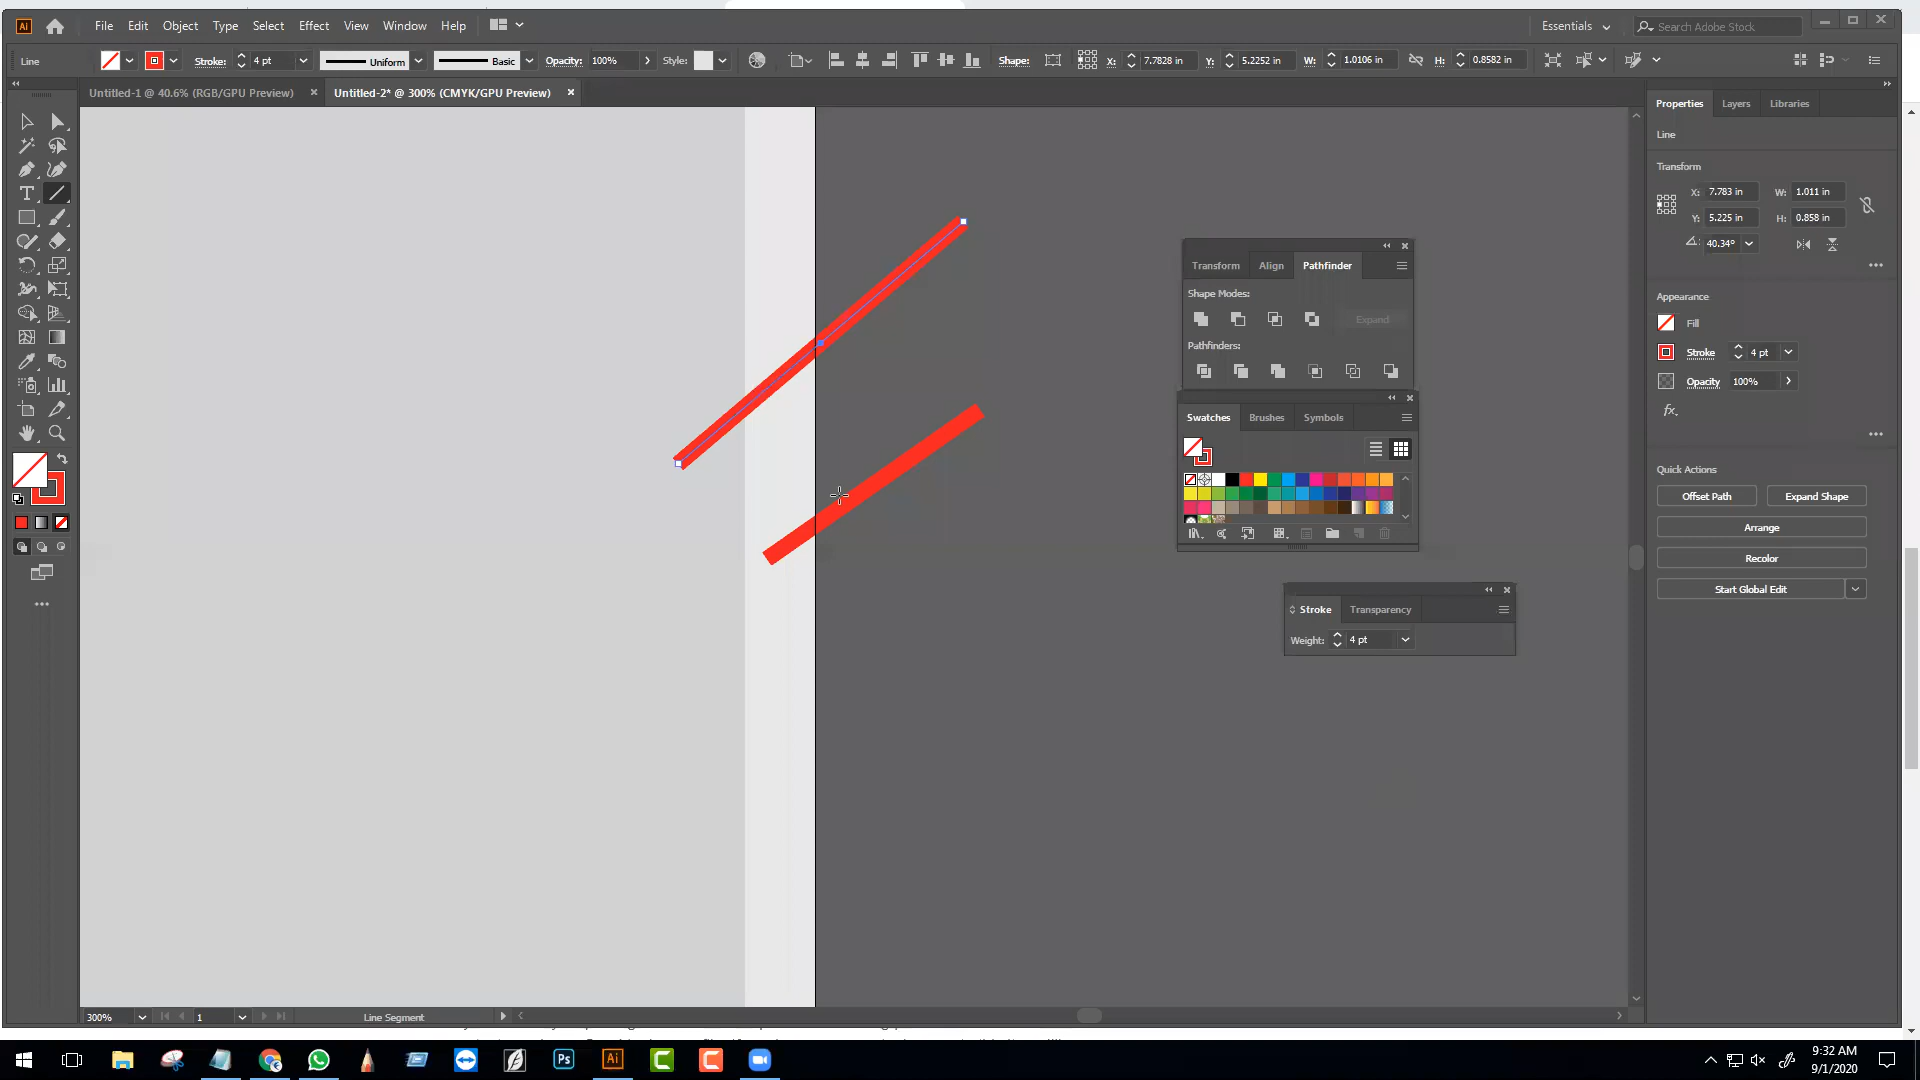 Ai File Edit Object Type Select Effect View Window Help Essentials Search Adobe Stock
Line Stroke: 4 pt Uniform Basic Opacity: 100% Style: Shape: X: 7.7828 in Y: 5.2252 in W: 1.0106 in H: 0.8582 in
Untitled-1 @ 40.6% (RGB/GPU Preview) × Untitled-2* @ 300% (CMYK/GPU Preview) ×
Properties Layers Libraries
Line
Transform
X: 7.783 in W: 1.011 in
Y: 5.225 in H: 0.858 in
40.34°
Appearance
Fill
Stroke 4 pt
Opacity 100%
fx.
Quick Actions
Offset Path Expand Shape
Arrange
Recolor
Start Global Edit
Transform Align Pathfinder
Shape Modes:
Expand
Pathfinders:
Swatches Brushes Symbols
Stroke Transparency
Weight: 4 pt
300% 1 Line Segment
Ps Ai
9:32 AM
9/1/2020